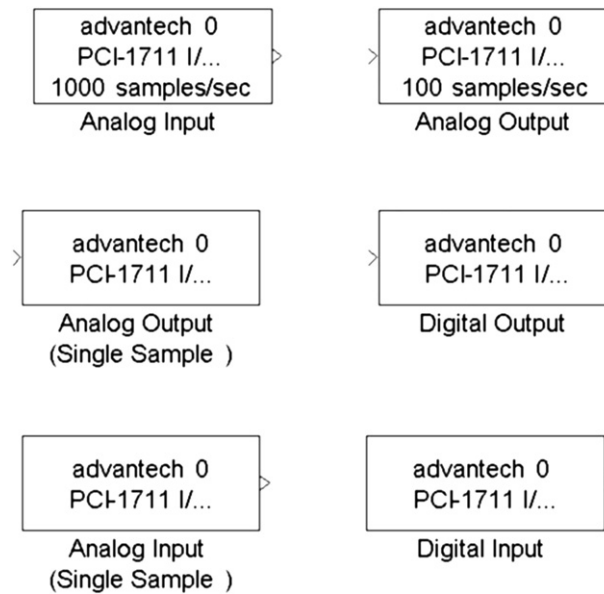 advantech 0
PCI-1711 I/...
1000 samples/sec
Analog Input
advantech 0
PCI-1711 I/...
100 samples/sec
Analog Output
advantech 0
PCI-1711 I/...
Analog Output
(Single Sample )
advantech 0
PCI-1711 I/...
Digital Output
advantech 0
PCI-1711 I/...
Analog Input
(Single Sample )
advantech 0
PCI-1711 I/...
Digital Input